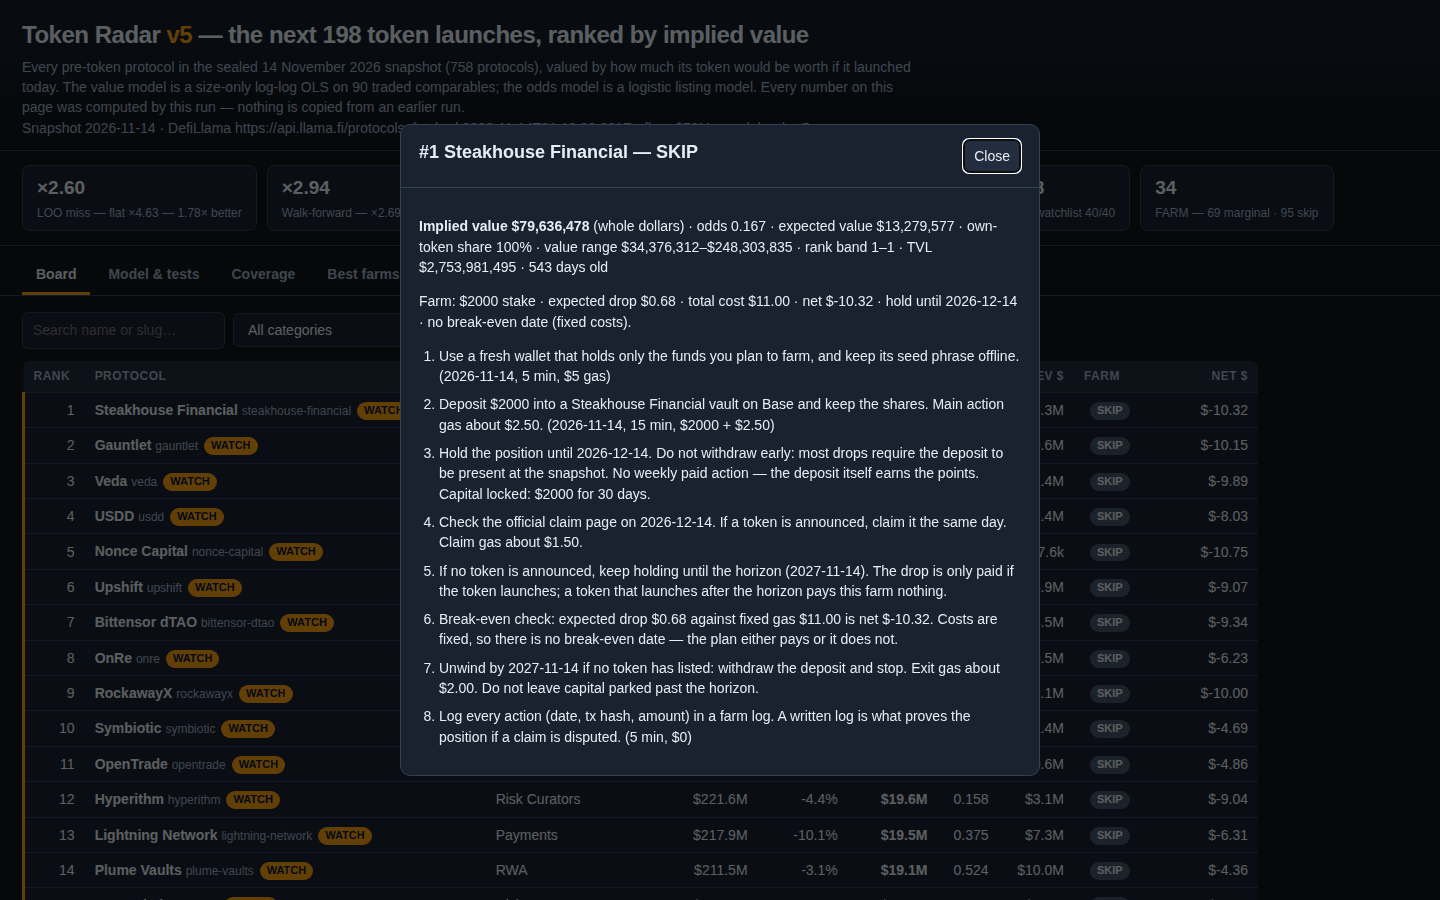 Token Radar v5 — the next 198 token launches, ranked by implied value
Every pre-token protocol in the sealed 14 November 2026 snapshot (758 protocols), valued by how much its token would be worth if it launched
today. The value model is a size-only log-log OLS on 90 traded comparables; the odds model is a logistic listing model. Every number on this
page was computed by this run — nothing is copied from an earlier run.
Snapshot 2026-11-14 · DefiLlama https://api.llama.fi/protocols
×2.60
LOO miss — flat ×4.63 — 1.78× better
×2.94
Walk-forward — ×2.69
watchlist 40/40
34
FARM — 69 marginal · 95 skip
Board
Model & tests
Coverage
Best farms
Search name or slug…
All categories
RANK PROTOCOL EV $ FARM NET $
1 Steakhouse Financial steakhouse-financial WATCH .3M SKIP $-10.32
2 Gauntlet gauntlet WATCH .6M SKIP $-10.15
3 Veda veda WATCH .4M SKIP $-9.89
4 USDD usdd WATCH .4M SKIP $-8.03
5 Nonce Capital nonce-capital WATCH 7.6k SKIP $-10.75
6 Upshift upshift WATCH .9M SKIP $-9.07
7 Bittensor dTAO bittensor-dtao WATCH .5M SKIP $-9.34
8 OnRe onre WATCH .5M SKIP $-6.23
9 RockawayX rockawayx WATCH .1M SKIP $-10.00
10 Symbiotic symbiotic WATCH .4M SKIP $-4.69
11 OpenTrade opentrade WATCH .6M SKIP $-4.86
12 Hyperithm hyperithm WATCH Risk Curators $221.6M -4.4% $19.6M 0.158 $3.1M SKIP $-9.04
13 Lightning Network lightning-network WATCH Payments $217.9M -10.1% $19.5M 0.375 $7.3M SKIP $-6.31
14 Plume Vaults plume-vaults WATCH RWA $211.5M -3.1% $19.1M 0.524 $10.0M SKIP $-4.36
#1 Steakhouse Financial — SKIP
Close
Implied value $79,636,478 (whole dollars) · odds 0.167 · expected value $13,279,577 · own-
token share 100% · value range $34,376,312–$248,303,835 · rank band 1–1 · TVL
$2,753,981,495 · 543 days old
Farm: $2000 stake · expected drop $0.68 · total cost $11.00 · net $-10.32 · hold until 2026-12-14
· no break-even date (fixed costs).
1. Use a fresh wallet that holds only the funds you plan to farm, and keep its seed phrase offline.
(2026-11-14, 5 min, $5 gas)
2. Deposit $2000 into a Steakhouse Financial vault on Base and keep the shares. Main action
gas about $2.50. (2026-11-14, 15 min, $2000 + $2.50)
3. Hold the position until 2026-12-14. Do not withdraw early: most drops require the deposit to
be present at the snapshot. No weekly paid action — the deposit itself earns the points.
Capital locked: $2000 for 30 days.
4. Check the official claim page on 2026-12-14. If a token is announced, claim it the same day.
Claim gas about $1.50.
5. If no token is announced, keep holding until the horizon (2027-11-14). The drop is only paid if
the token launches; a token that launches after the horizon pays this farm nothing.
6. Break-even check: expected drop $0.68 against fixed gas $11.00 is net $-10.32. Costs are
fixed, so there is no break-even date — the plan either pays or it does not.
7. Unwind by 2027-11-14 if no token has listed: withdraw the deposit and stop. Exit gas about
$2.00. Do not leave capital parked past the horizon.
8. Log every action (date, tx hash, amount) in a farm log. A written log is what proves the
position if a claim is disputed. (5 min, $0)